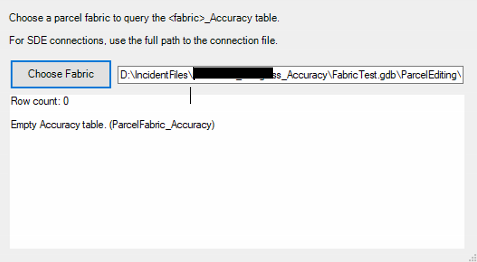 Choose a parcel fabric to query the <fabric>_Accuracy table.
For SDE connections, use the full path to the connection file.
Choose Fabric
D:\IncidentFiles\ ss_Accuracy\FabricTest.gdb\ParcelEditing\
Row count: 0
Empty Accuracy table. (ParcelFabric_Accuracy)